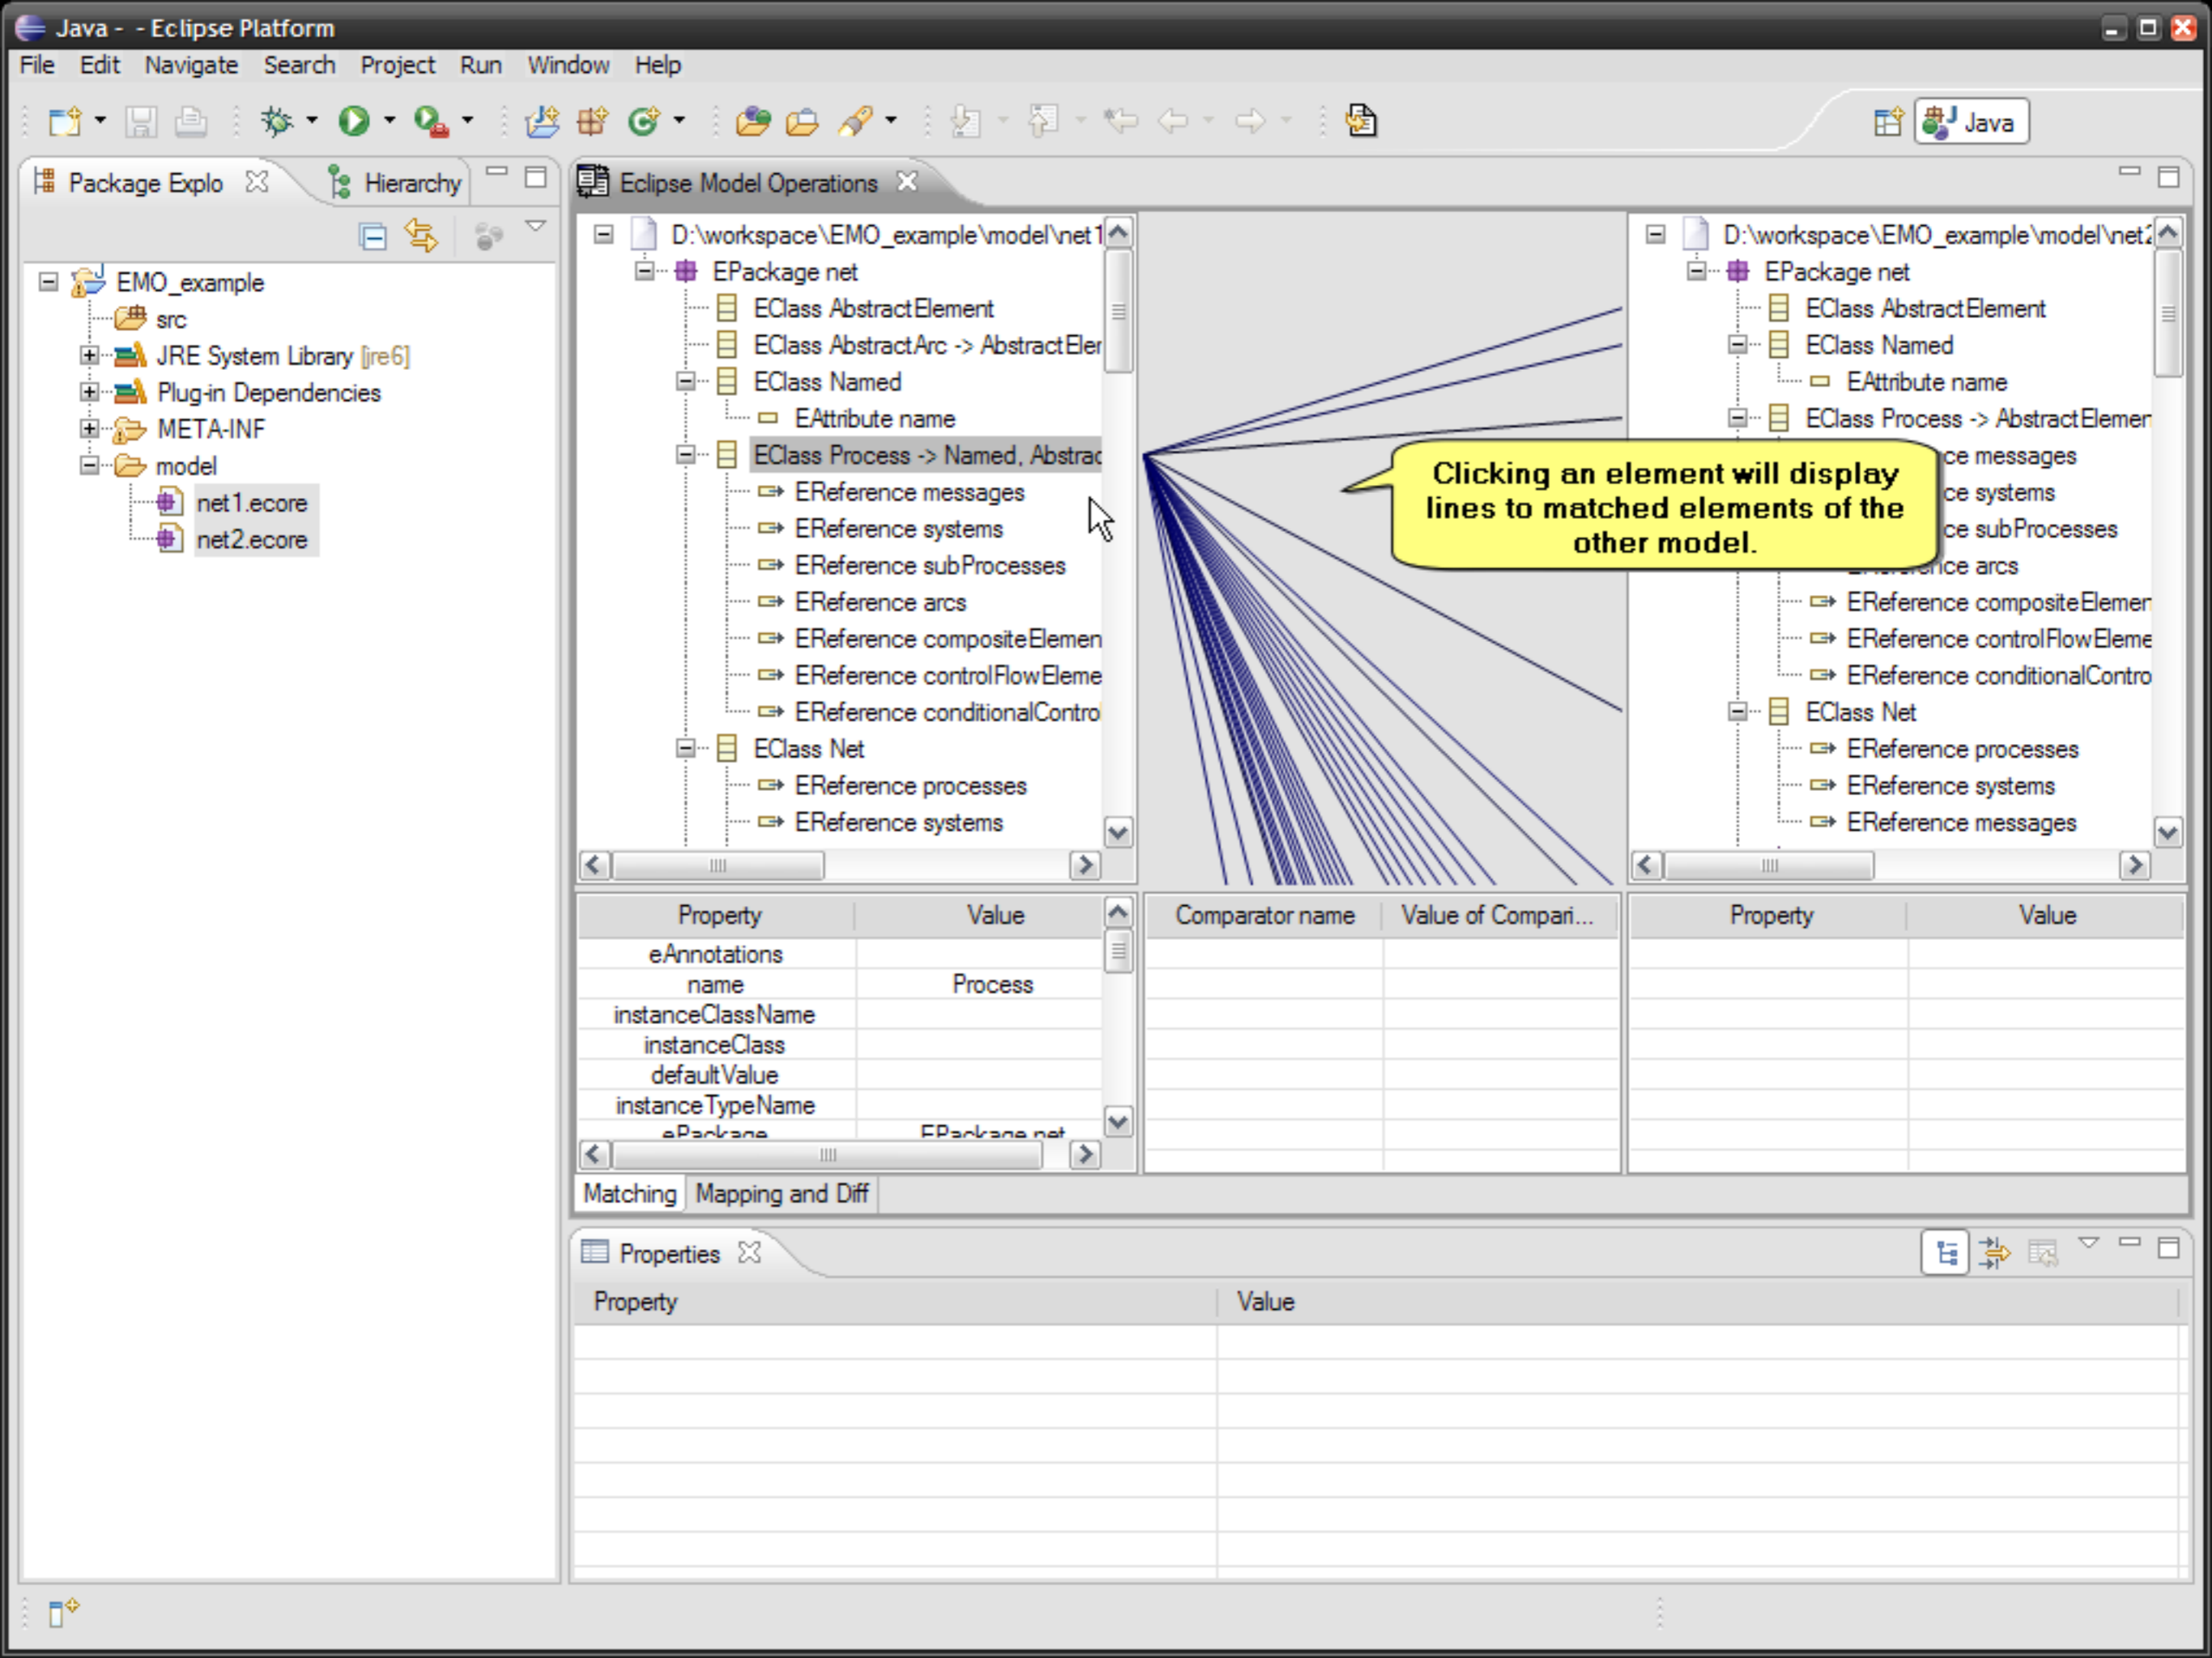 Java - - Eclipse Platform
File Edit Navigate Search Project Run Window Help
Java
Package Explo
Hierarchy
EMO_example
src
JRE System Library [jre6]
Plug-in Dependencies
META-INF
model
net1.ecore
net2.ecore
Eclipse Model Operations
D:\workspace\EMO_example\model\net1
EPackage net
EClass AbstractElement
EClass AbstractArc -> AbstractEler
EClass Named
EAttribute name
EClass Process -> Named, Abstrac
EReference messages
EReference systems
EReference subProcesses
EReference arcs
EReference compositeElemen
EReference controlFlowEleme
EReference conditionalContro
EClass Net
EReference processes
EReference systems
Clicking an element will display
lines to matched elements of the
other model.
D:\workspace\EMO_example\model\net2
EPackage net
EClass AbstractElement
EClass Named
EAttribute name
EClass Process -> AbstractElemen
ce messages
ce systems
ce subProcesses
ce arcs
EReference compositeElemen
EReference controlFlowEleme
EReference conditionalContro
EClass Net
EReference processes
EReference systems
EReference messages
Property Value
eAnnotations
name Process
instanceClassName
instanceClass
defaultValue
instanceTypeName
ePackage EPackage net
Comparator name Value of Compari...
Property Value
Matching Mapping and Diff
Properties
Property Value